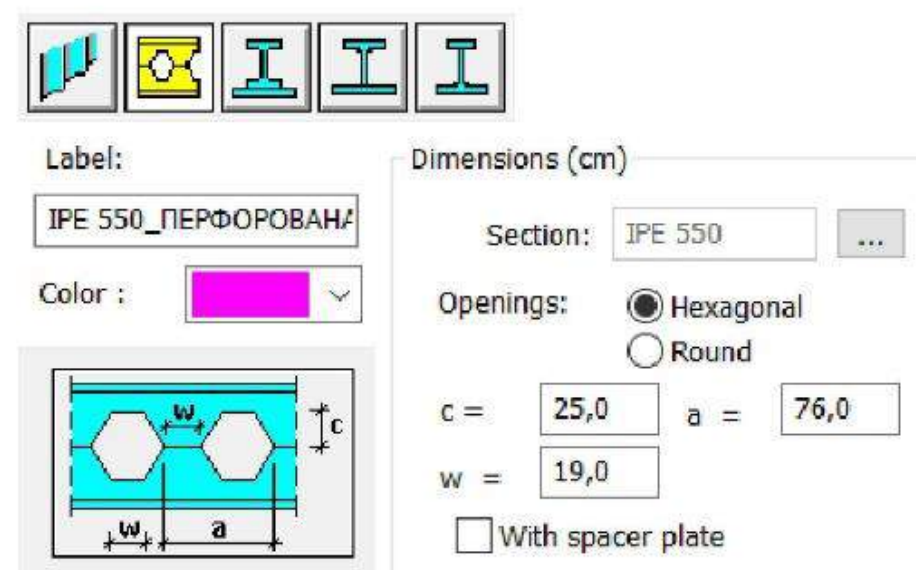 Label:
IPE 550_ПЕРФОРОВАНА
Color :
w
c
w
a
Dimensions (cm)
Section: IPE 550 ...
Openings: Hexagonal
Round
c = 25,0 a = 76,0
w = 19,0
With spacer plate